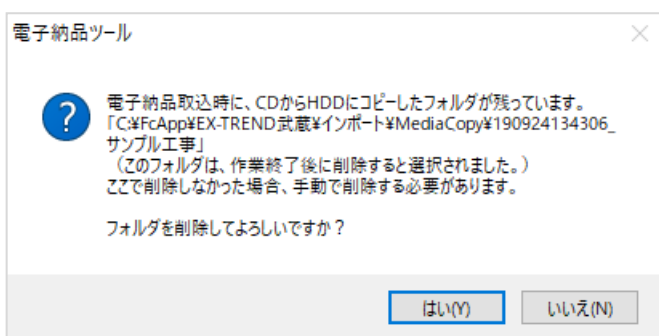 電子納品ツール
電子納品取込時に、CDからHDDにコピーしたフォルダが残っています。
「C:¥FcApp¥EX-TREND武蔵¥インポート¥MediaCopy¥190924134306_
サンプル工事」
（このフォルダは、作業終了後に削除すると選択されました。）
ここで削除しなかった場合、手動で削除する必要があります。
フォルダを削除してよろしいですか？
はい(Y)
いいえ(N)